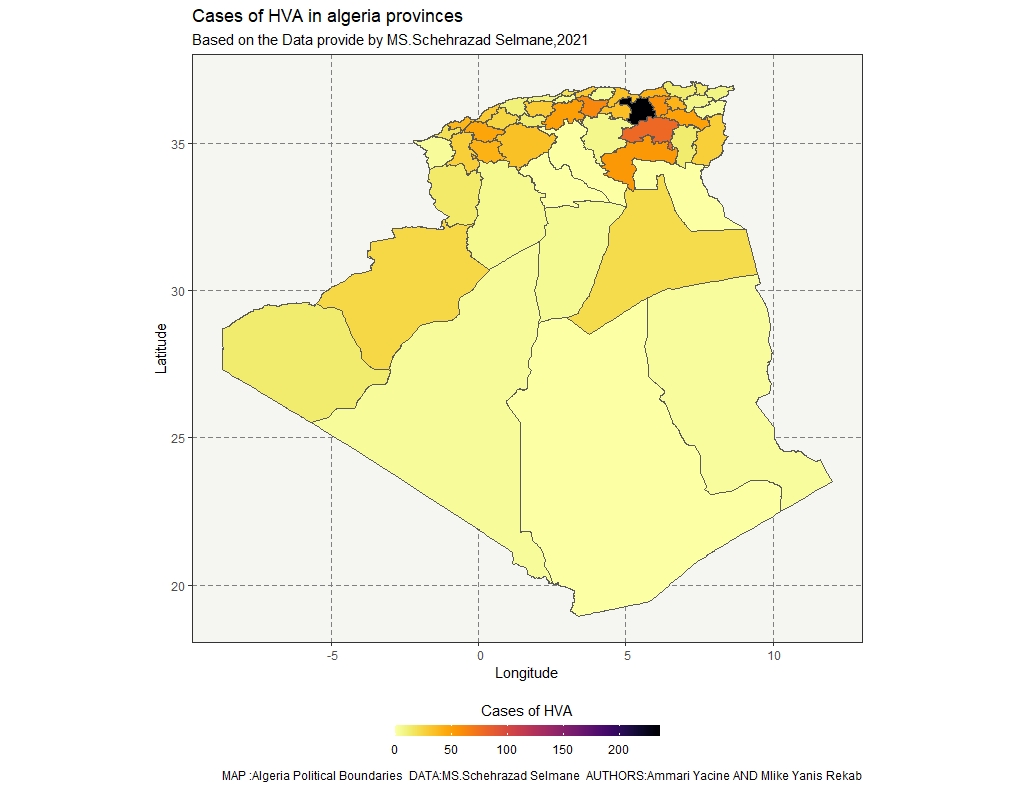 Cases of HVA in algeria provinces
Based on the Data provide by MS.Schehrazad Selmane,2021
35
30
25
20
Latitude
-5
0
5
10
Longitude
Cases of HVA
0
50
100
150
200
MAP :Algeria Political Boundaries  DATA:MS.Schehrazad Selmane  AUTHORS:Ammari Yacine AND Mlike Yanis Rekab